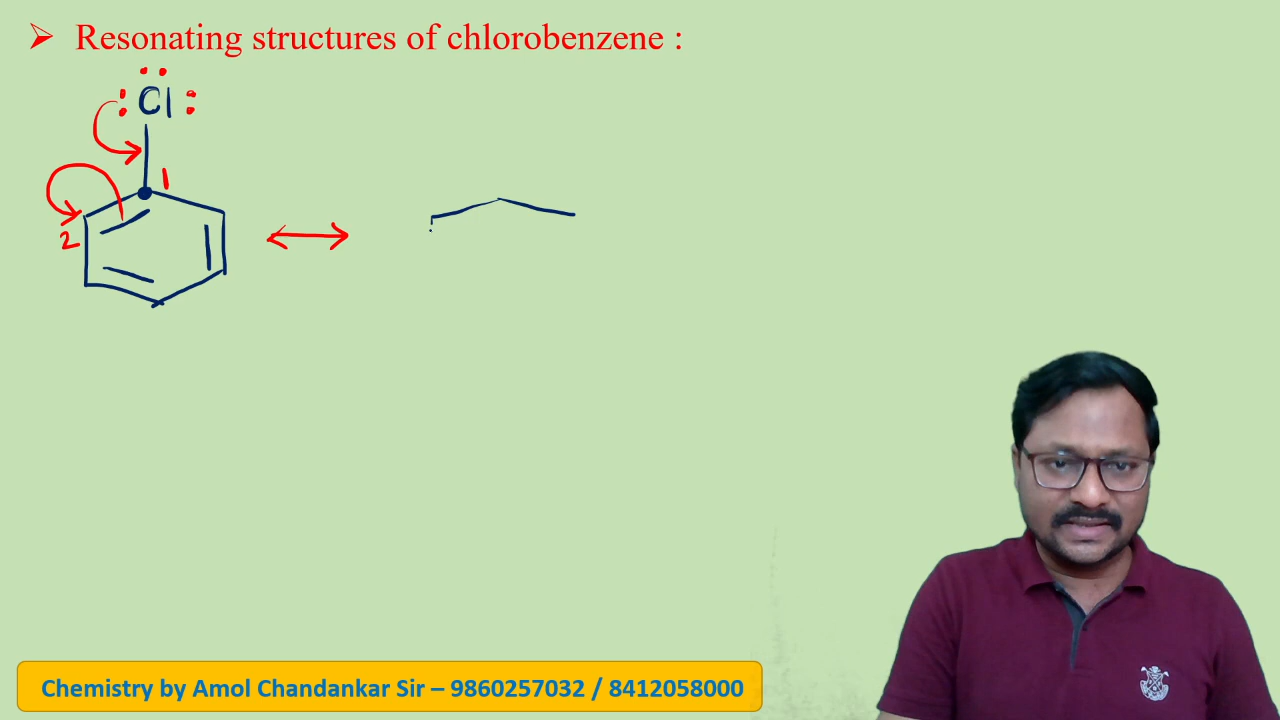 ➢ Resonating structures of chlorobenzene :
Cl
1
2
Chemistry by Amol Chandankar Sir – 9860257032 / 8412058000